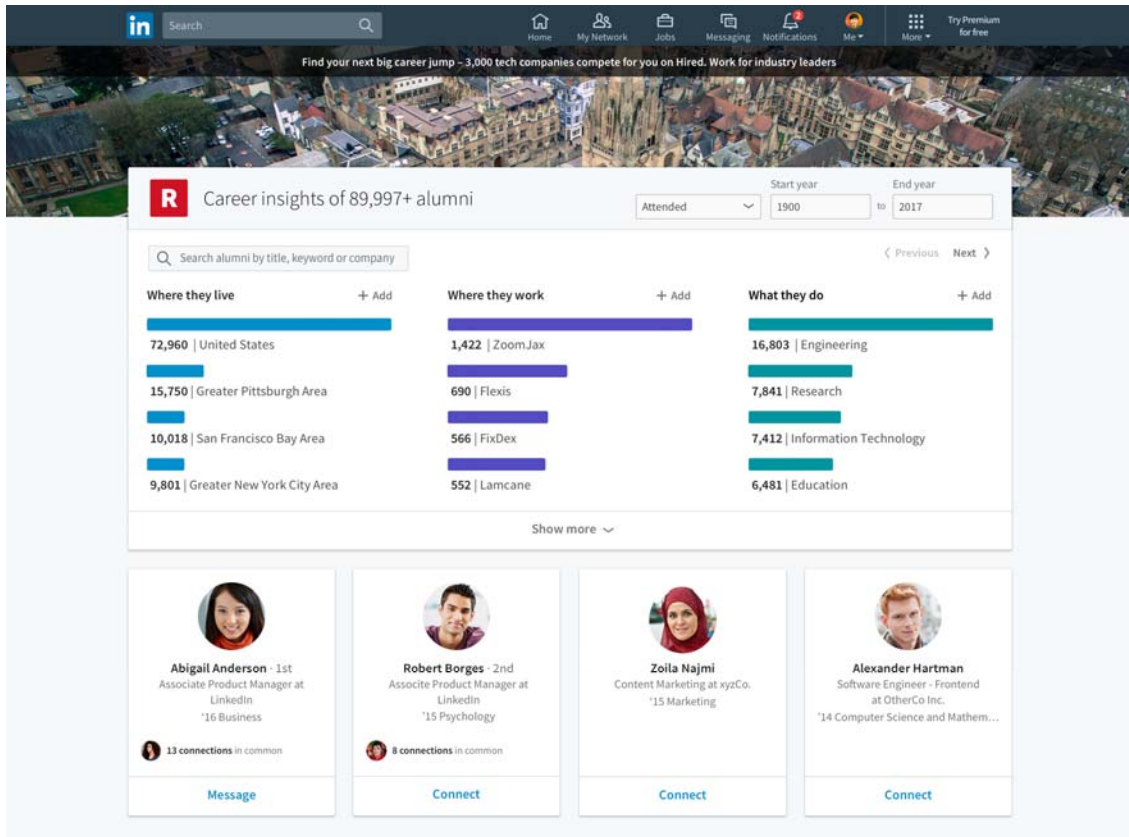 in
Search
Home
My Network
Jobs
Messaging
2
Notifications
Me
More
Try Premium
for free
Find your next big career jump – 3,000 tech companies compete for you on Hired. Work for industry leaders
R
Career insights of 89,997+ alumni
Attended
Start year
1900
to
End year
2017
Search alumni by title, keyword or company
Previous
Next
Where they live
+ Add
72,960 | United States
15,750 | Greater Pittsburgh Area
10,018 | San Francisco Bay Area
9,801 | Greater New York City Area
Where they work
+ Add
1,422 | ZoomJax
690 | Flexis
566 | FixDex
552 | Lamcane
What they do
+ Add
16,803 | Engineering
7,841 | Research
7,412 | Information Technology
6,481 | Education
Show more
Abigail Anderson · 1st
Associate Product Manager at
LinkedIn
'16 Business
13 connections in common
Message
Robert Borges · 2nd
Associte Product Manager at
LinkedIn
'15 Psychology
8 connections in common
Connect
Zoila Najmi
Content Marketing at xyzCo.
'15 Marketing
Connect
Alexander Hartman
Software Engineer - Frontend
at OtherCo Inc.
'14 Computer Science and Mathem...
Connect